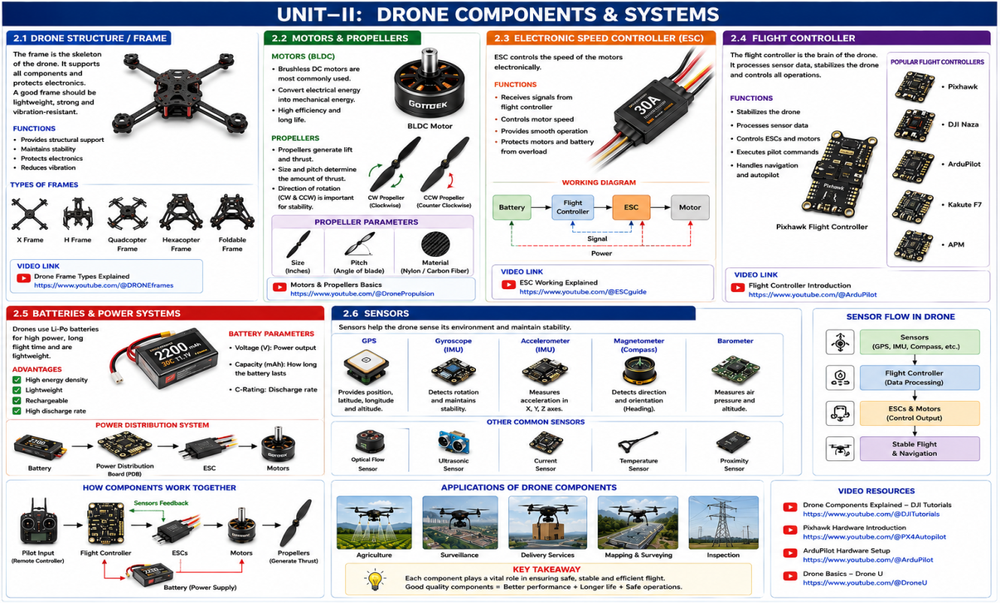 UNIT–II: DRONE COMPONENTS & SYSTEMS
2.1 DRONE STRUCTURE / FRAME
The frame is the skeleton
of the drone. It supports
all components and
protects electronics.
A good frame should be
lightweight, strong and
vibration-resistant.
FUNCTIONS
• Provides structural support
• Maintains stability
• Protects electronics
• Reduces vibration
TYPES OF FRAMES
X Frame
H Frame
Quadcopter
Frame
Hexacopter
Frame
Foldable
Frame
VIDEO LINK
Drone Frame Types Explained
https://www.youtube.com/@DRONEframes
2.2 MOTORS & PROPELLERS
MOTORS (BLDC)
• Brushless DC motors are
most commonly used.
• Convert electrical energy
into mechanical energy.
• High efficiency and
long life.
BLDC Motor
PROPELLERS
• Propellers generate lift
and thrust.
• Size and pitch determine
the amount of thrust.
• Direction of rotation
(CW & CCW) is important
for stability.
CW Propeller
(Clockwise)
CCW Propeller
(Counter Clockwise)
PROPELLER PARAMETERS
Size
(Inches)
Pitch
(Angle of blade)
Material
(Nylon / Carbon Fiber)
VIDEO LINK
Motors & Propellers Basics
https://www.youtube.com/@DronePropulsion
2.3 ELECTRONIC SPEED CONTROLLER (ESC)
ESC controls the speed of the motors
electronically.
FUNCTIONS
• Receives signals from
flight controller
• Controls motor speed
• Provides smooth operation
• Protects motors and battery
from overload
30A
WORKING DIAGRAM
Battery
Flight
Controller
ESC
Motor
Signal
Power
VIDEO LINK
ESC Working Explained
https://www.youtube.com/@ESCguide
2.4 FLIGHT CONTROLLER
The flight controller is the brain of the drone.
It processes sensor data, stabilizes the drone
and controls all operations.
FUNCTIONS
• Stabilizes the drone
• Processes sensor data
• Controls ESCs and motors
• Executes pilot commands
• Handles navigation
and autopilot
Pixhawk
Pixhawk Flight Controller
POPULAR FLIGHT CONTROLLERS
• Pixhawk
• DJI Naza
• ArduPilot
• Kakute F7
• APM
VIDEO LINK
Flight Controller Introduction
https://www.youtube.com/@ArduPilot
2.5 BATTERIES & POWER SYSTEMS
Drones use Li-Po batteries
for high power, long
flight time and are
lightweight.
ADVANTAGES
High energy density
Lightweight
Rechargeable
High discharge rate
2200 mAh
30C
BATTERY PARAMETERS
• Voltage (V): Power output
• Capacity (mAh): How long
the battery lasts
• C-Rating: Discharge rate
POWER DISTRIBUTION SYSTEM
Battery
Power Distribution
Board (PDB)
ESC
Motors
2.6 SENSORS
Sensors help the drone sense its environment and maintain stability.
GPS
Provides position,
latitude, longitude
and altitude.
Gyroscope
(IMU)
Detects rotation
and maintains
stability.
Accelerometer
(IMU)
Measures
acceleration in
X, Y, Z axes.
Magnetometer
(Compass)
Detects direction
and orientation
(Heading).
Barometer
Measures air
pressure and
altitude.
OTHER COMMON SENSORS
Optical Flow
Sensor
Ultrasonic
Sensor
Current
Sensor
Temperature
Sensor
Proximity
Sensor
SENSOR FLOW IN DRONE
Sensors
(GPS, IMU, Compass, etc.)
Flight Controller
(Data Processing)
ESCs & Motors
(Control Output)
Stable Flight
& Navigation
HOW COMPONENTS WORK TOGETHER
Sensors Feedback
Pilot Input
(Remote Controller)
Flight Controller
ESCs
Motors
Propellers
(Generate Thrust)
Battery (Power Supply)
APPLICATIONS OF DRONE COMPONENTS
Agriculture
Surveillance
Delivery Services
Mapping & Surveying
Inspection
KEY TAKEAWAY
Each component plays a vital role in ensuring safe, stable and efficient flight.
Good quality components = Better performance + Longer life + Safe operations.
VIDEO RESOURCES
Drone Components Explained – DJI Tutorials
https://www.youtube.com/@DJITutorials
Pixhawk Hardware Introduction
https://www.youtube.com/@PX4Autopilot
ArduPilot Hardware Setup
https://www.youtube.com/@ArduPilot
Drone Basics – Drone U
https://www.youtube.com/@DroneU